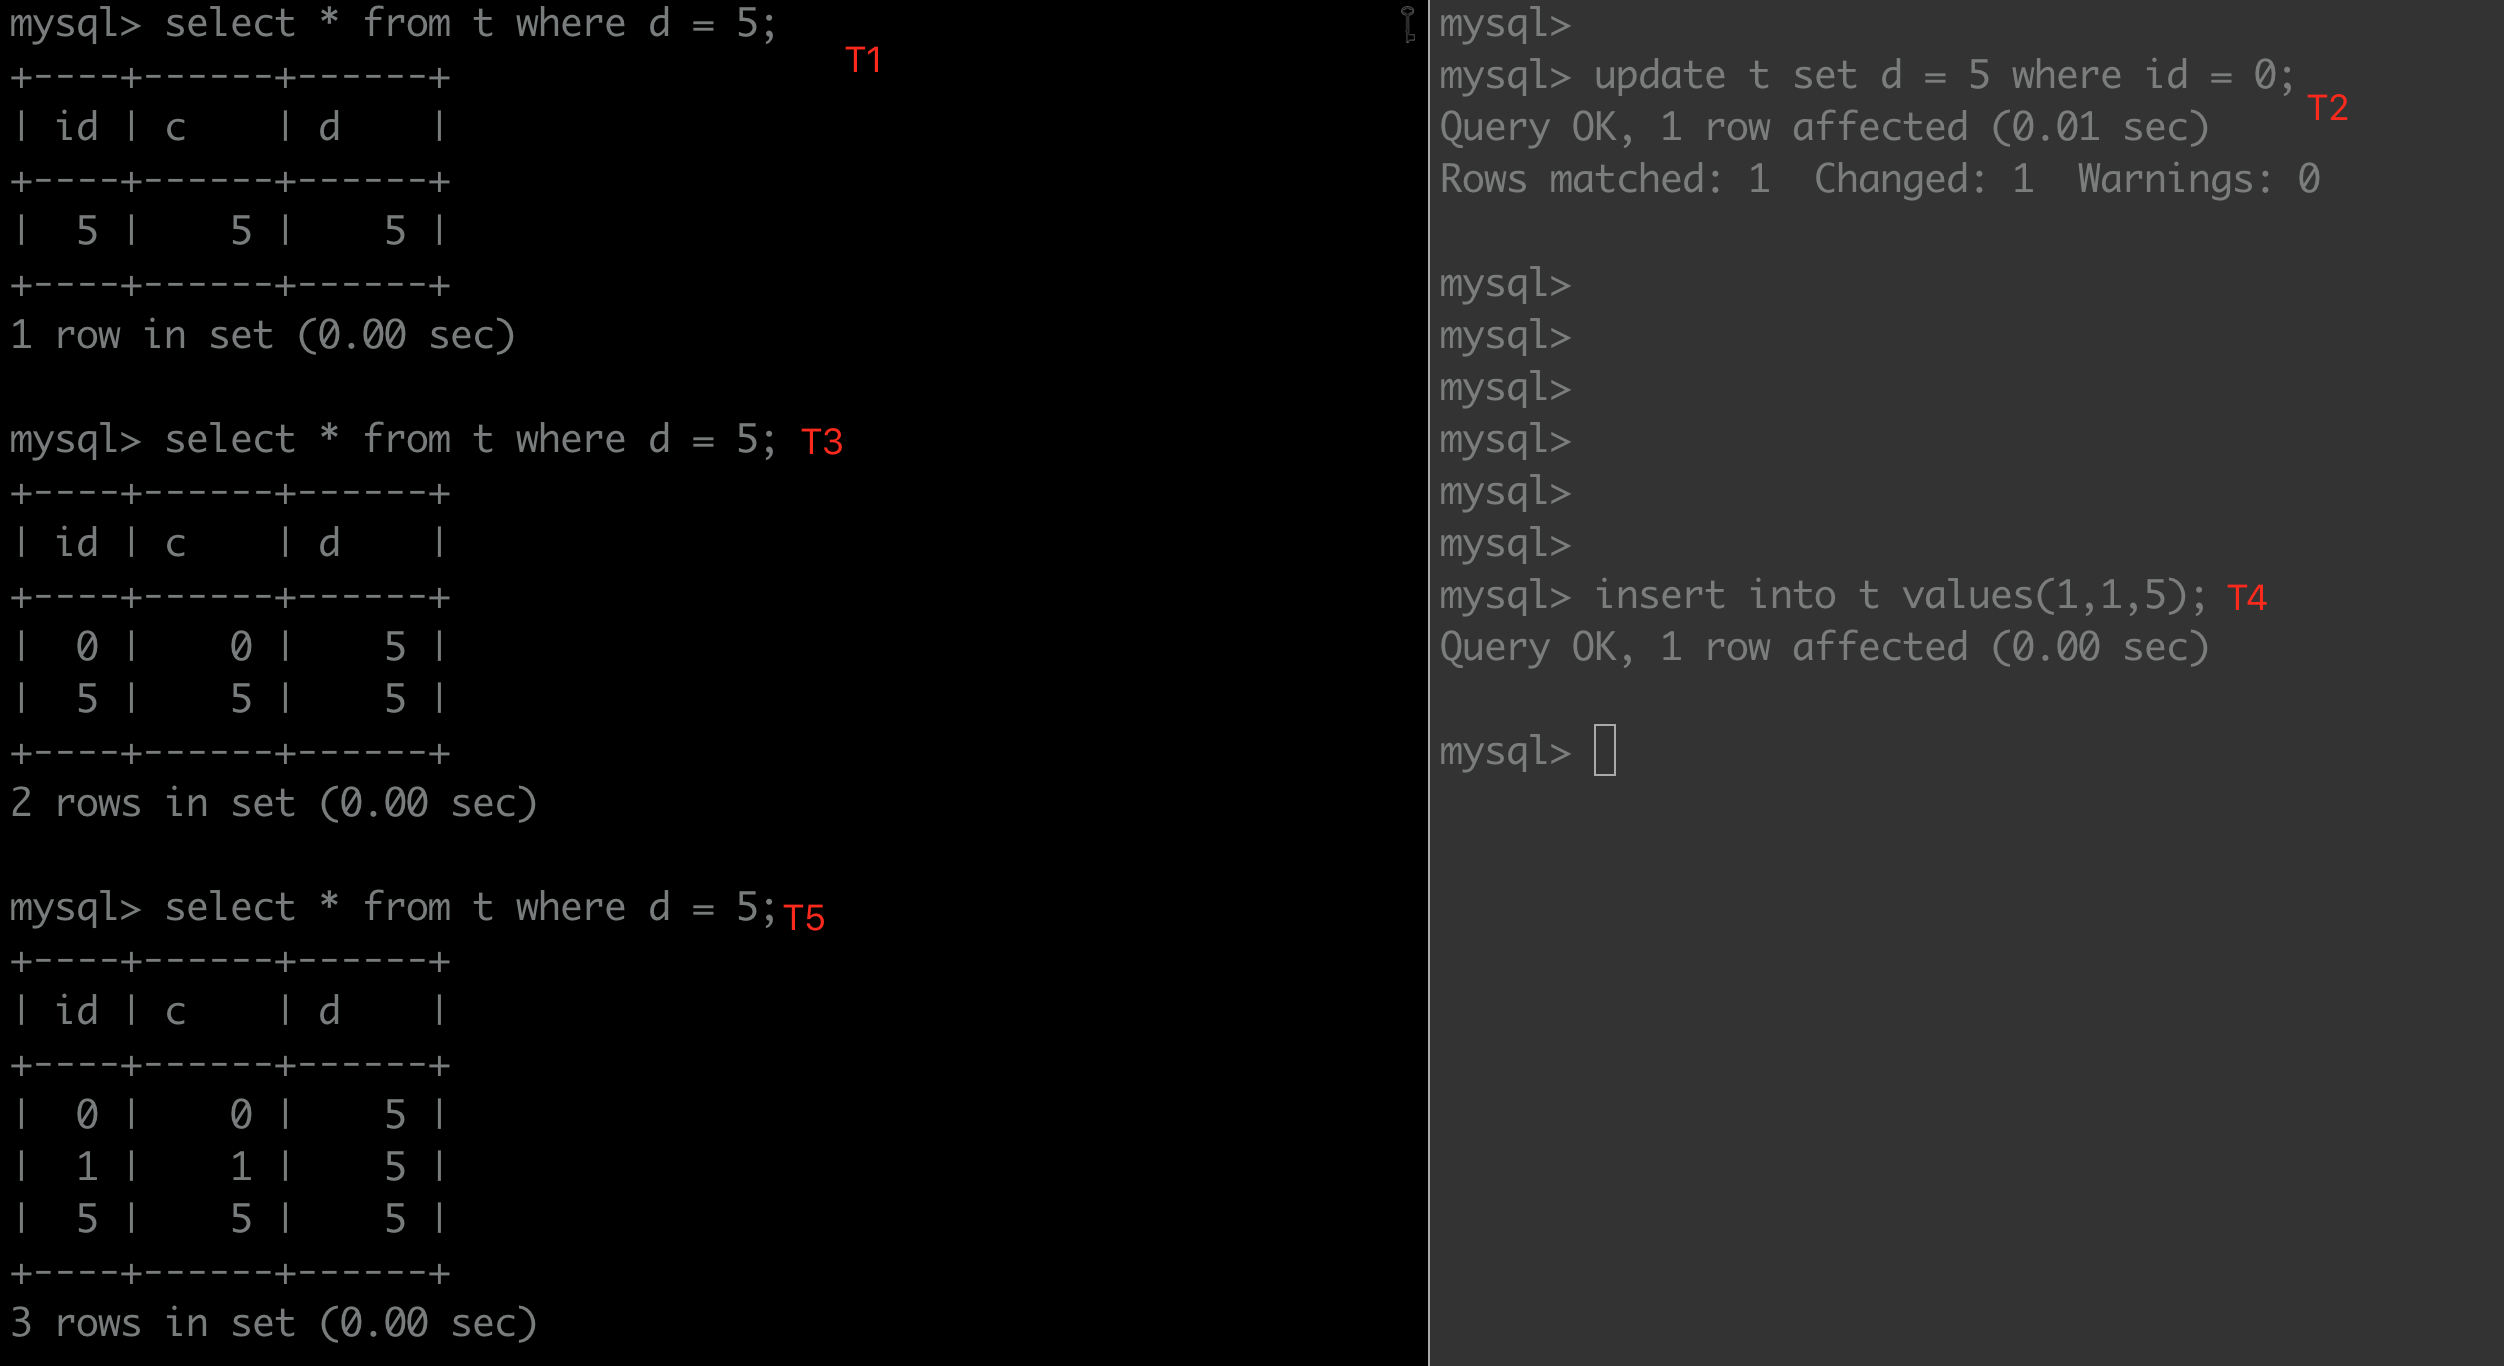 mysql> select * from t where d = 5;
T1
+----+------+------+
| id | c    | d    |
+----+------+------+
|  5 |    5 |    5 |
+----+------+------+
1 row in set (0.00 sec)
mysql> select * from t where d = 5; T3
+----+------+------+
| id | c    | d    |
+----+------+------+
|  0 |    0 |    5 |
|  5 |    5 |    5 |
+----+------+------+
2 rows in set (0.00 sec)
mysql> select * from t where d = 5; T5
+----+------+------+
| id | c    | d    |
+----+------+------+
|  0 |    0 |    5 |
|  1 |    1 |    5 |
|  5 |    5 |    5 |
+----+------+------+
3 rows in set (0.00 sec)
mysql>
mysql> update t set d = 5 where id = 0;
T2
Query OK, 1 row affected (0.01 sec)
Rows matched: 1  Changed: 1  Warnings: 0
mysql>
mysql>
mysql>
mysql>
mysql>
mysql>
mysql> insert into t values(1,1,5); T4
Query OK, 1 row affected (0.00 sec)
mysql>